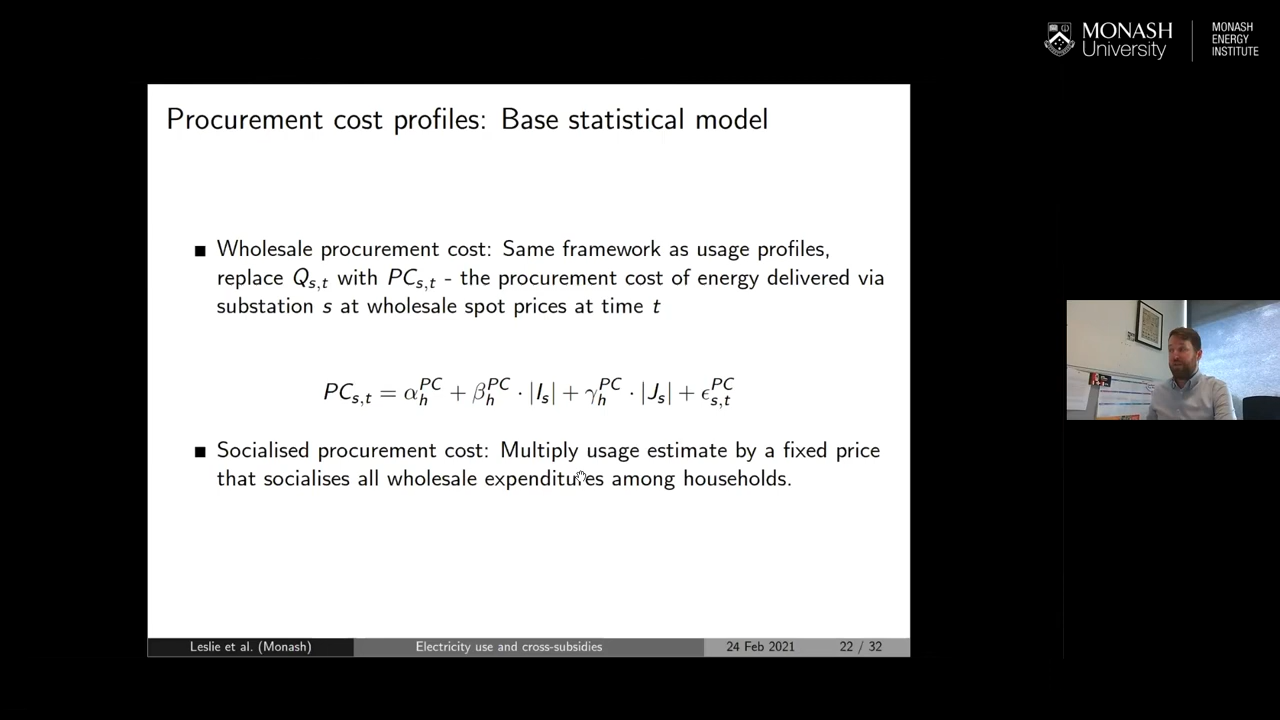 MONASH
University
MONASH
ENERGY
INSTITUTE
Procurement cost profiles: Base statistical model
■ Wholesale procurement cost: Same framework as usage profiles,
replace Q_{s,t} with PC_{s,t} - the procurement cost of energy delivered via
substation s at wholesale spot prices at time t
PC_{s,t} = α_h^{PC} + β_h^{PC} · |I_s| + γ_h^{PC} · |J_s| + ϵ_{s,t}^{PC}
■ Socialised procurement cost: Multiply usage estimate by a fixed price
that socialises all wholesale expenditures among households.
Leslie et al. (Monash) Electricity use and cross-subsidies 24 Feb 2021 22 / 32